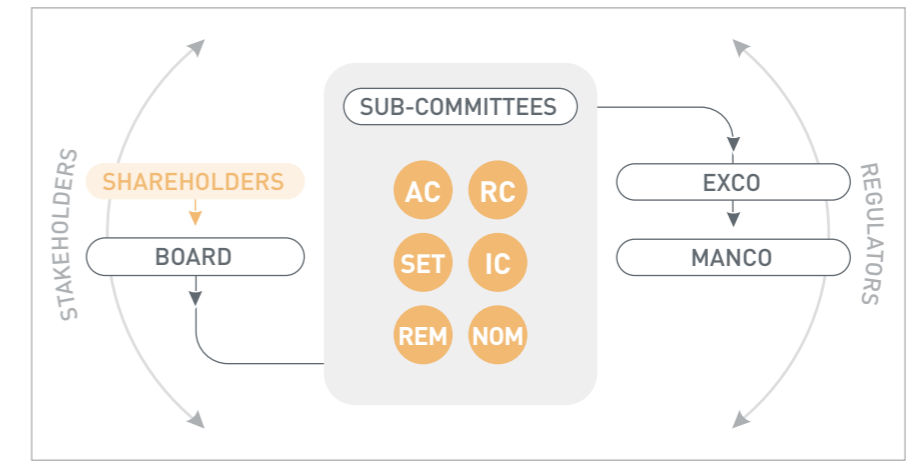 STAKEHOLDERS
SHAREHOLDERS
BOARD
SUB-COMMITTEES
AC RC
SET IC
REM NOM
EXCO
MANCO
REGULATORS